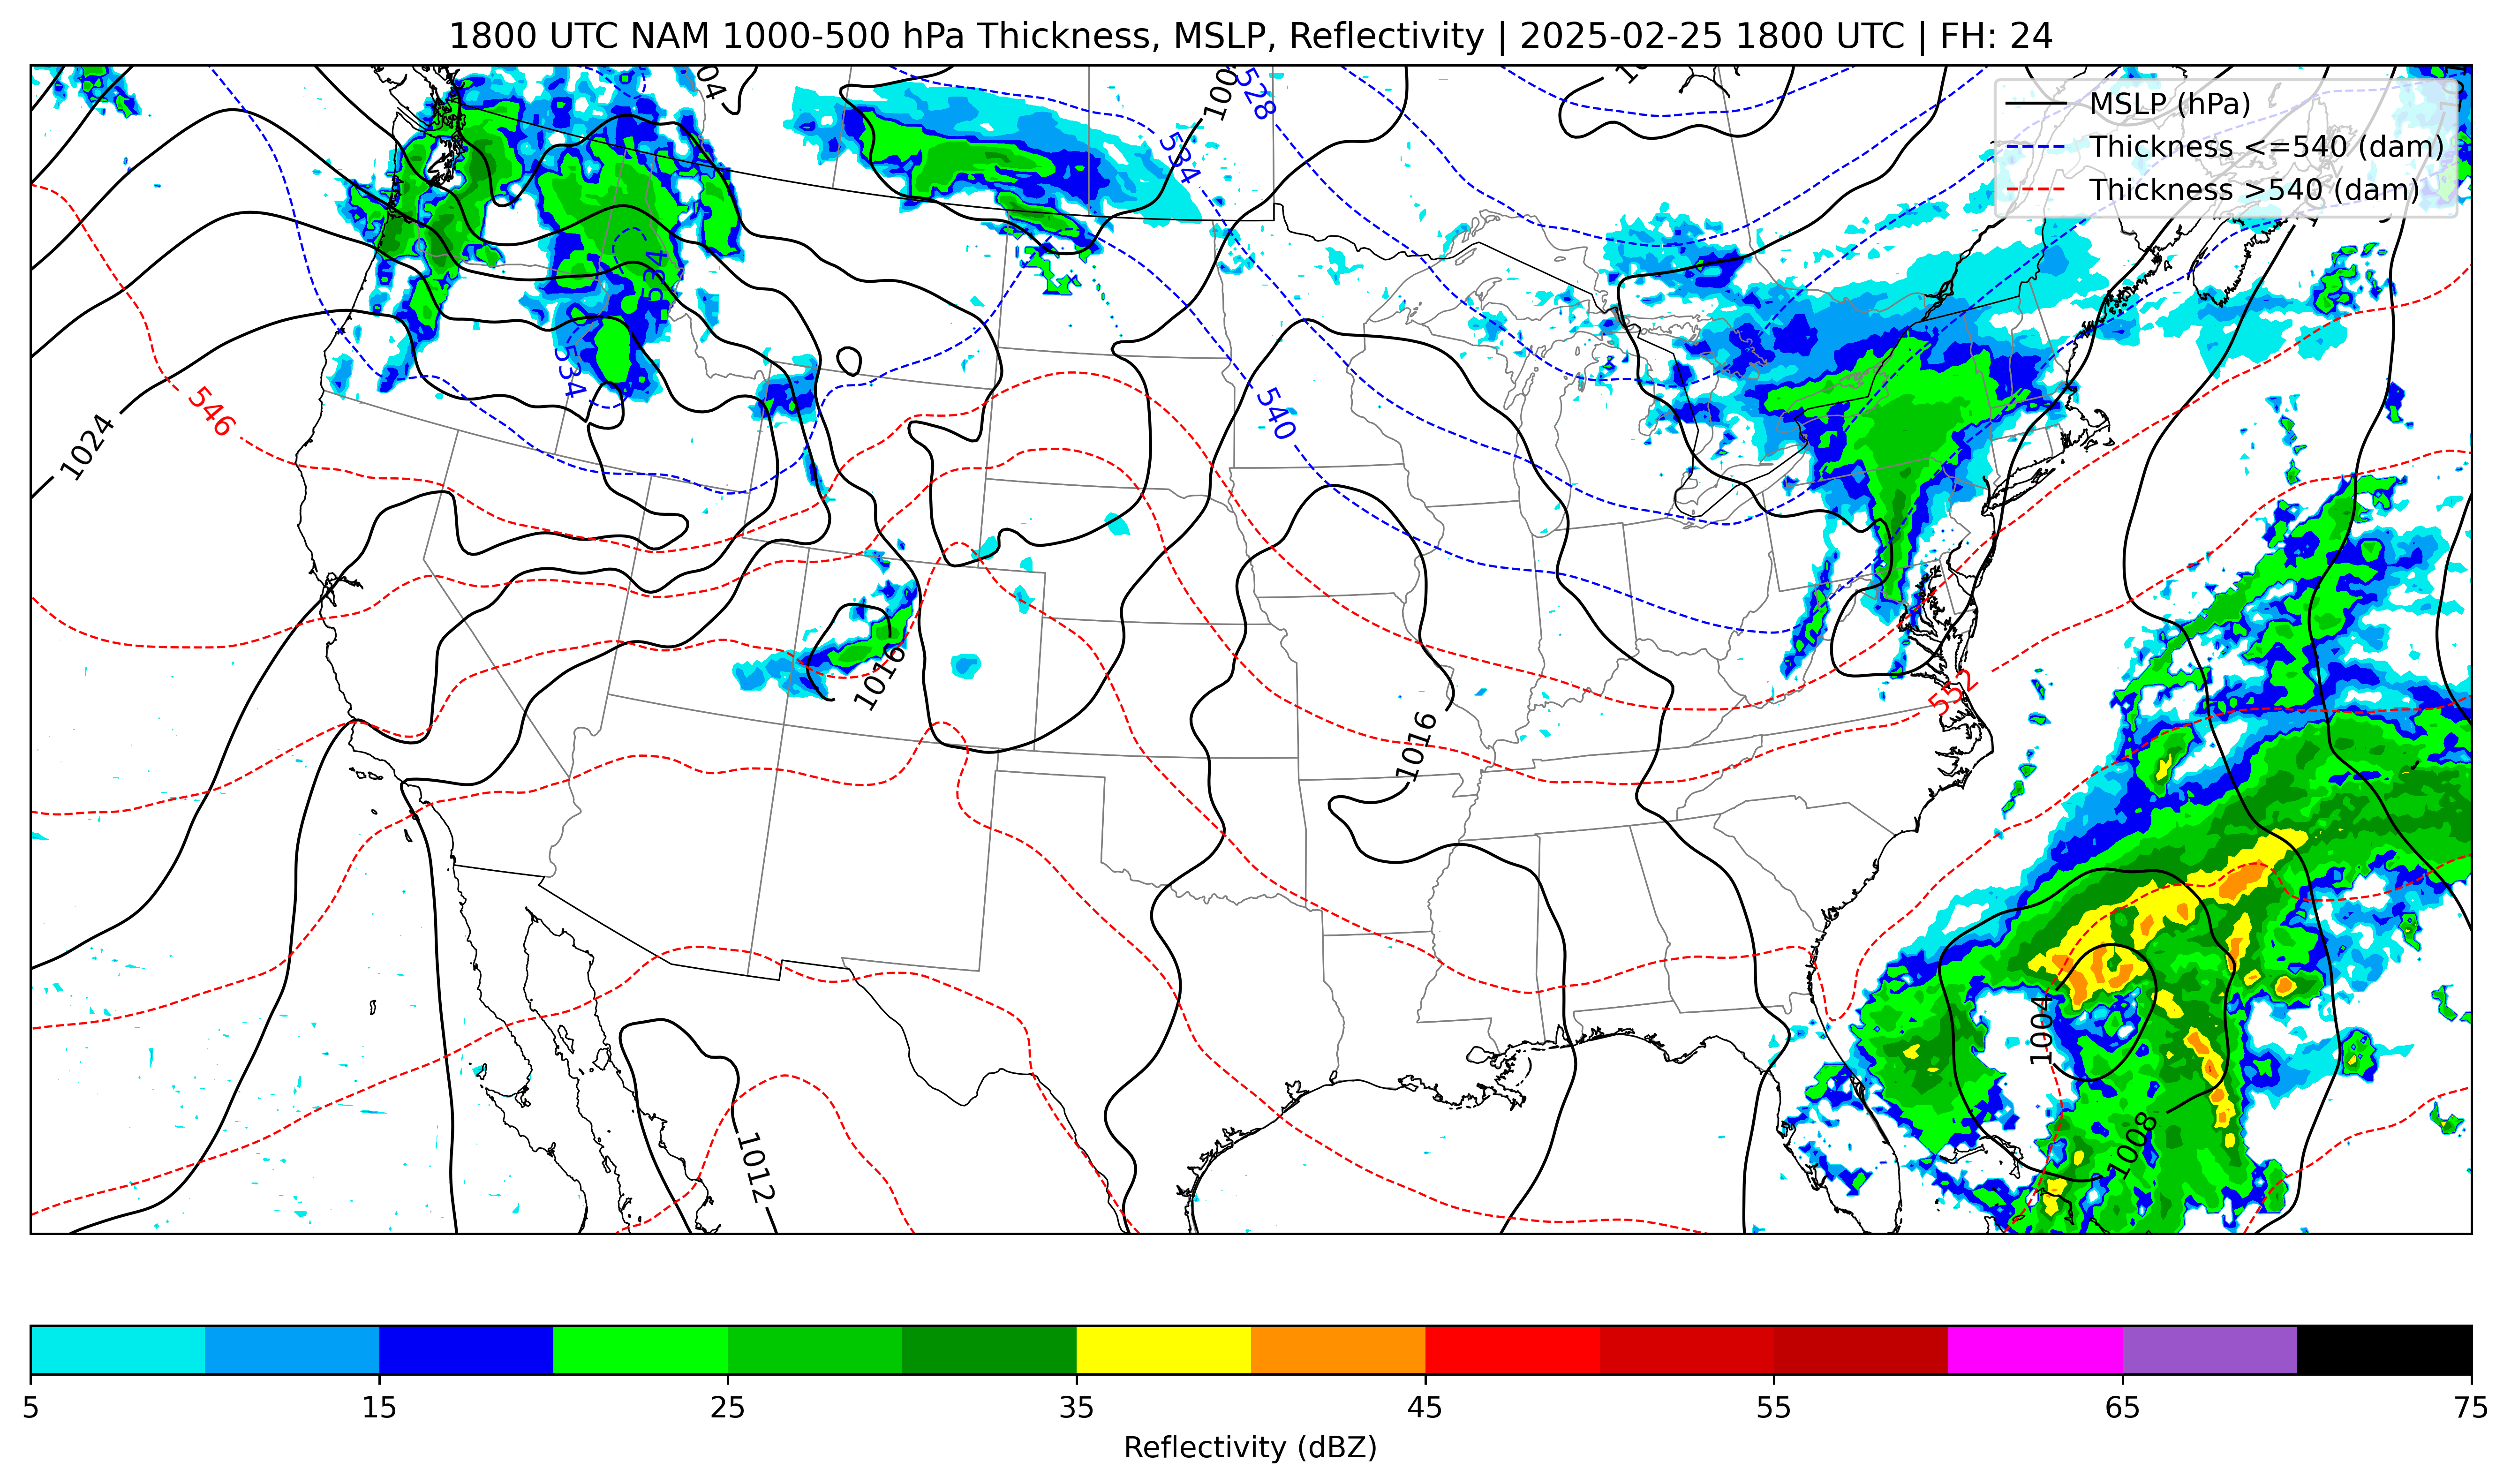 1800 UTC NAM 1000-500 hPa Thickness, MSLP, Reflectivity | 2025-02-25 1800 UTC | FH: 24
MSLP (hPa)
Thickness <=540 (dam)
Thickness >540 (dam)
528
534
534
534
540
546
1024
1016
1016
552
1004
1008
1012
5 15 25 35 45 55 65 75
Reflectivity (dBZ)